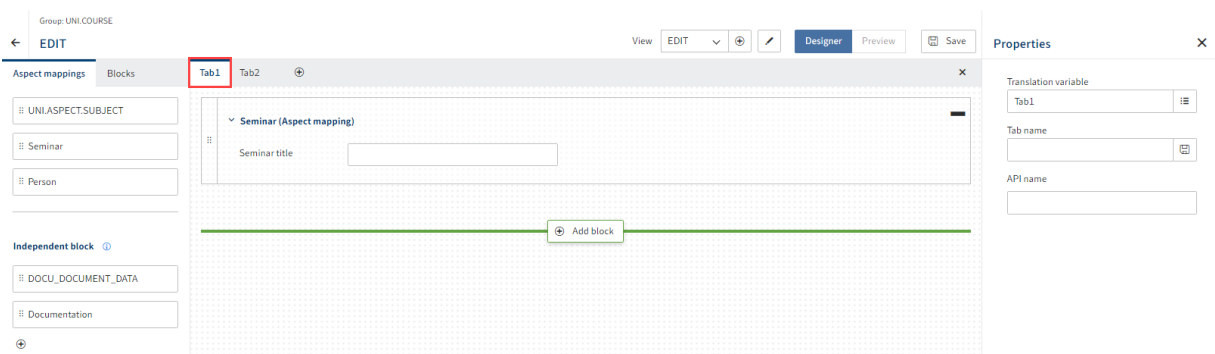 Group: UNI.COURSE
EDIT
View EDIT Designer Preview Save
Aspect mappings Blocks
UNI.ASPECT.SUBJECT
Seminar
Person
Independent block
DOCU_DOCUMENT_DATA
Documentation
Tab1 Tab2
Seminar (Aspect mapping)
Seminar title
Add block
Properties
Translation variable
Tab1
Tab name
API name